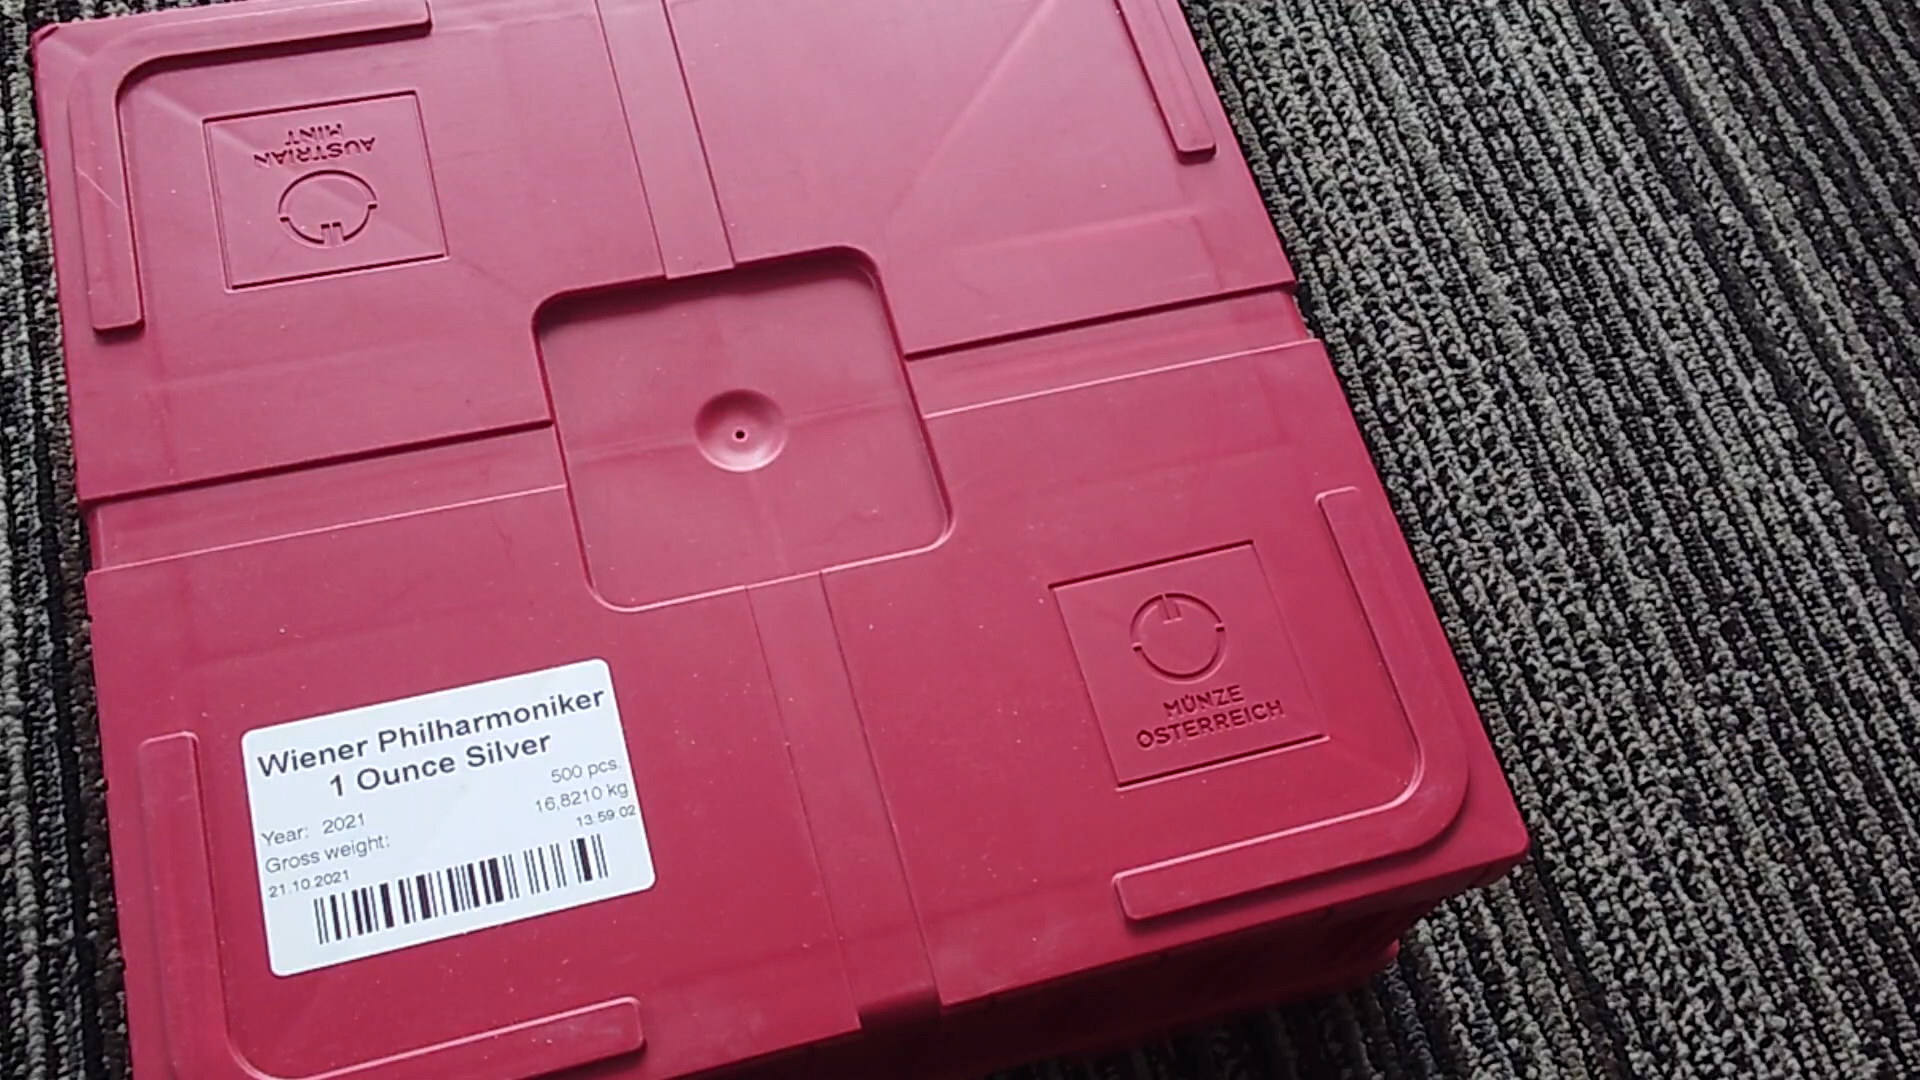 AUSTRIAN
MINT
Wiener Philharmoniker
1 Ounce Silver
500 pcs.
Year: 2021
16,8210 kg
Gross weight:
13:59:02
21.10.2021
MÜNZE
ÖSTERREICH